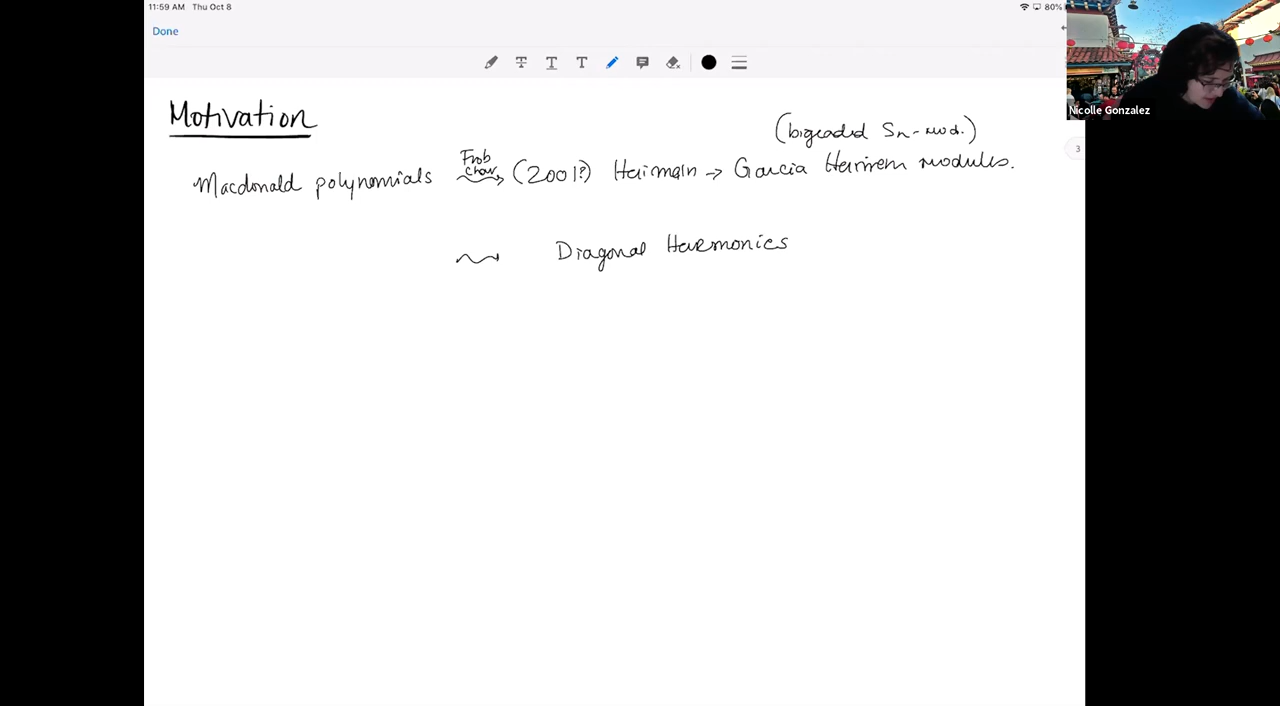 11:59 AM Thu Oct 8
80%
Done
Nicolle Gonzalez
3
Motivation
(bigraded Sn-mod.)
Macdonald polynomials Frob char (2001?) Haiman → Garcia Haiman modules.
Diagonal Harmonics